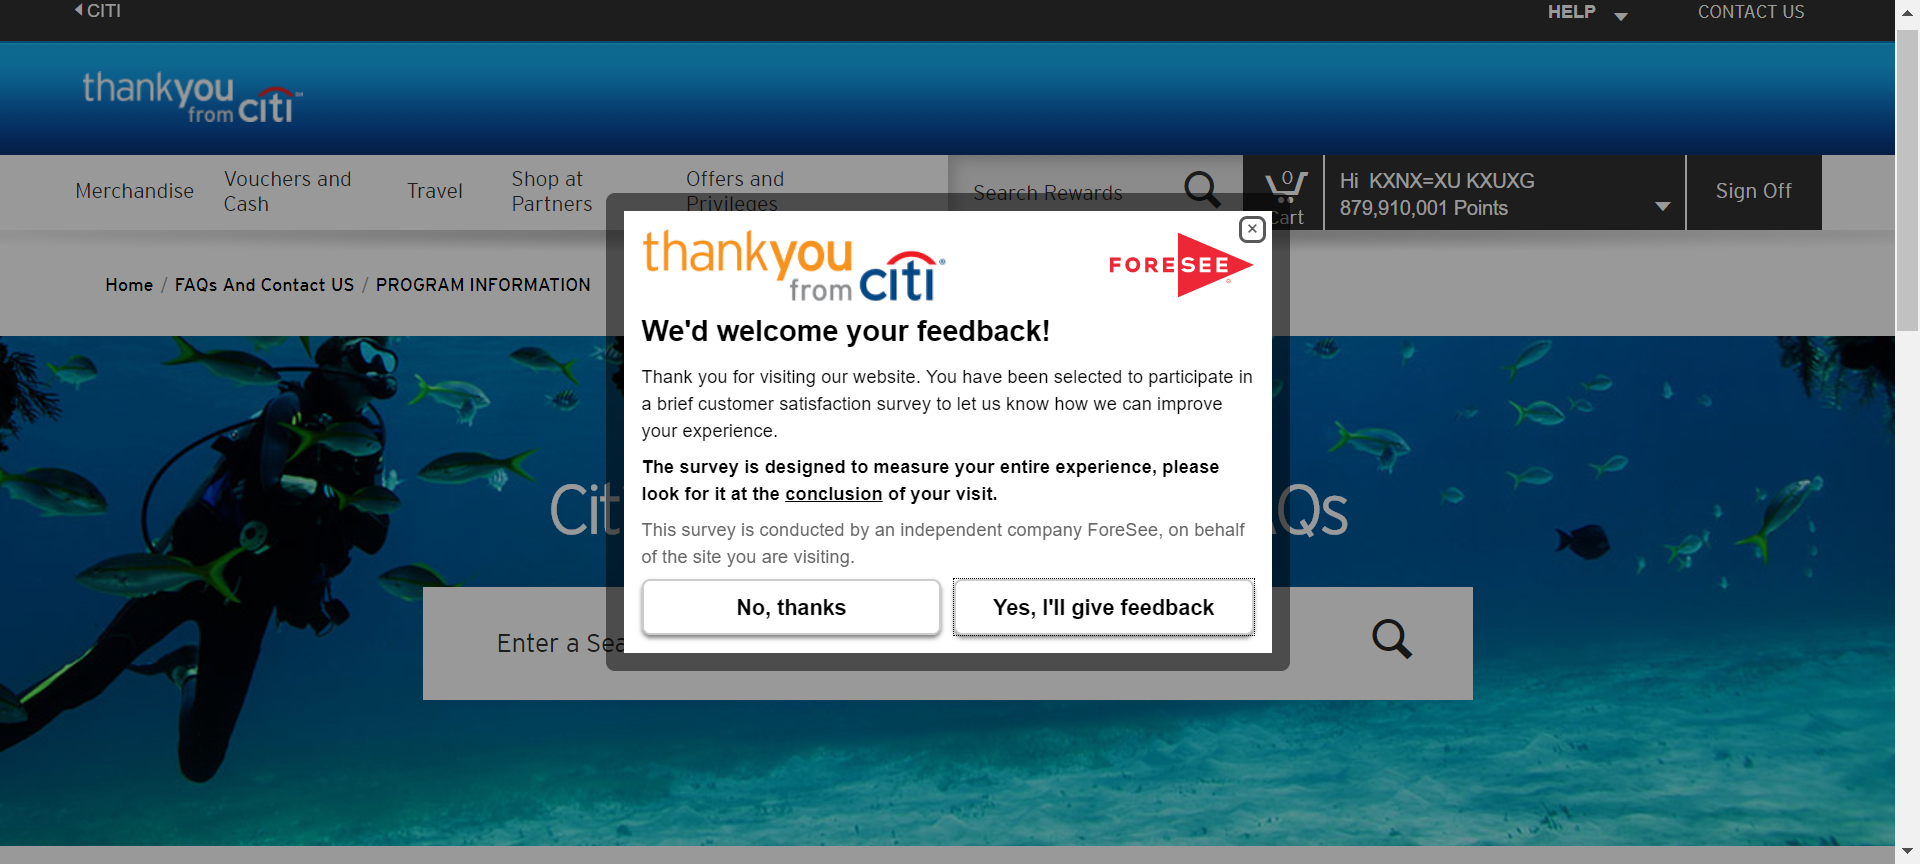 CITI
HELP
CONTACT US
thankyou
from citi
Merchandise
Vouchers and
Cash
Travel
Shop at
Partners
Offers and
Privileges
Search Rewards
0
Cart
Hi KXNX=XU KXUXG
879,910,001 Points
Sign Off
Home / FAQs And Contact US / PROGRAM INFORMATION
thankyou
from citi®
FORESEE
We'd welcome your feedback!
Thank you for visiting our website. You have been selected to participate in
a brief customer satisfaction survey to let us know how we can improve
your experience.
The survey is designed to measure your entire experience, please
look for it at the conclusion of your visit.
This survey is conducted by an independent company ForeSee, on behalf
of the site you are visiting.
No, thanks
Yes, I'll give feedback
Enter a